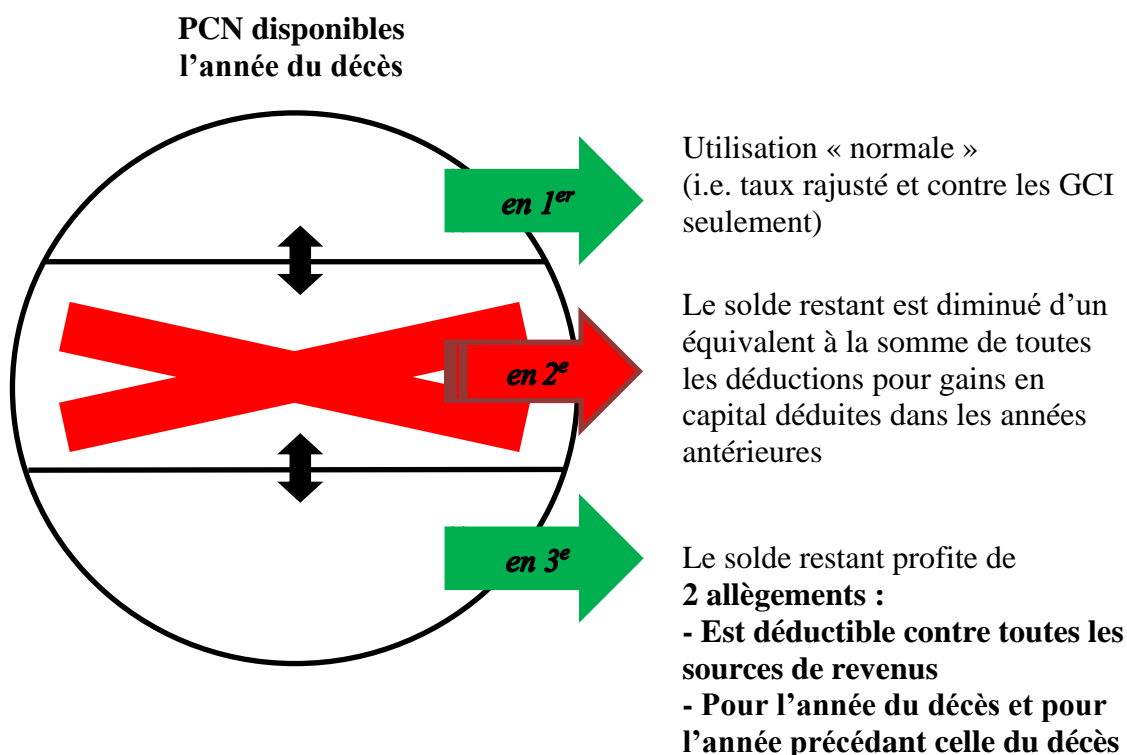 PCN disponibles
l’année du décès
en 1er
Utilisation « normale »
(i.e. taux rajusté et contre les GCI
seulement)
en 2e
Le solde restant est diminué d’un
équivalent à la somme de toutes
les déductions pour gains en
capital déduites dans les années
antérieures
en 3e
Le solde restant profite de
2 allègements :
- Est déductible contre toutes les
sources de revenus
- Pour l’année du décès et pour
l’année précédant celle du décès